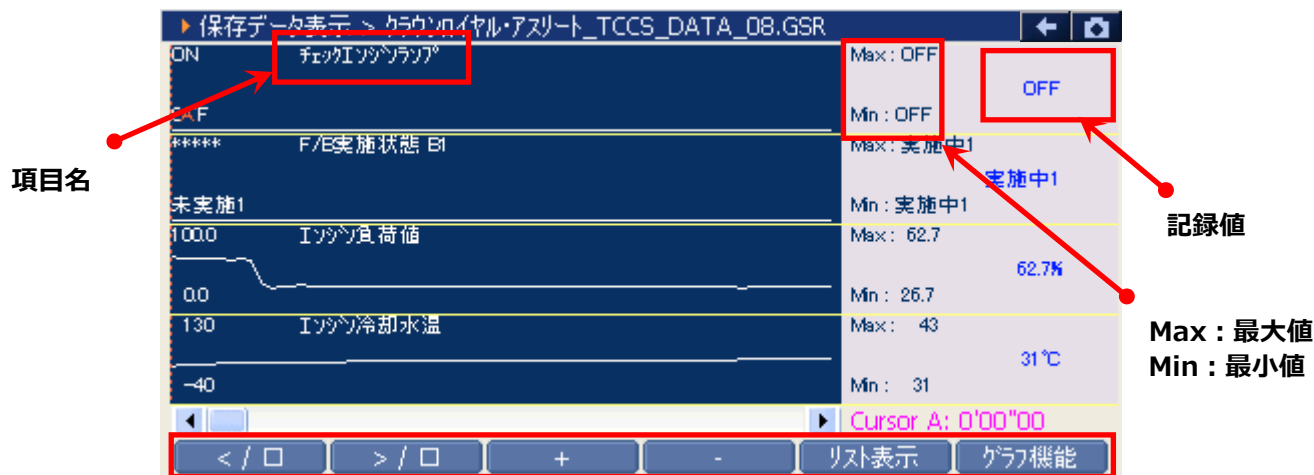 保存データ表示 > クラウンロイヤル・アスリート_TCCS_DATA_08.GSR
ON チェックエンジンランプ Max : OFF
OFF
Min : OFF
***** F/B実施状態 B1 Max : 実施中1
実施中1
未実施1 Min : 実施中1
100.0 エンジン負荷値 Max : 62.7
62.7%
0.0 Min : 26.7
130 エンジン冷却水温 Max : 43
31℃
-40 Min : 31
Cursor A: 0'00"00
< / □ > / □ + - リスト表示 グラフ機能
項目名
記録値
Max:最大値
Min:最小値